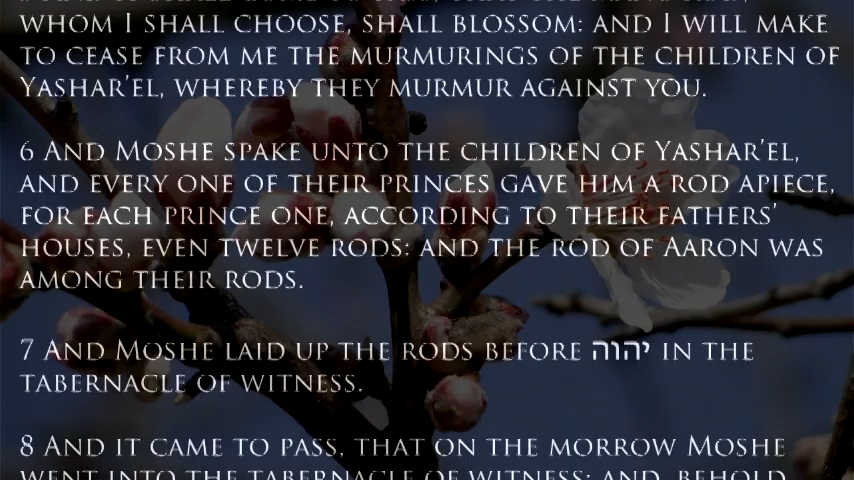 WHOM I SHALL CHOOSE, SHALL BLOSSOM: AND I WILL MAKE
TO CEASE FROM ME THE MURMURINGS OF THE CHILDREN OF
YASHAR'EL, WHEREBY THEY MURMUR AGAINST YOU.
6 AND MOSHE SPAKE UNTO THE CHILDREN OF YASHAR'EL,
AND EVERY ONE OF THEIR PRINCES GAVE HIM A ROD APIECE,
FOR EACH PRINCE ONE, ACCORDING TO THEIR FATHERS'
HOUSES, EVEN TWELVE RODS: AND THE ROD OF AARON WAS
AMONG THEIR RODS.
7 AND MOSHE LAID UP THE RODS BEFORE יהוה IN THE
TABERNACLE OF WITNESS.
8 AND IT CAME TO PASS, THAT ON THE MORROW MOSHE
WENT INTO THE TABERNACLE OF WITNESS; AND, BEHOLD,